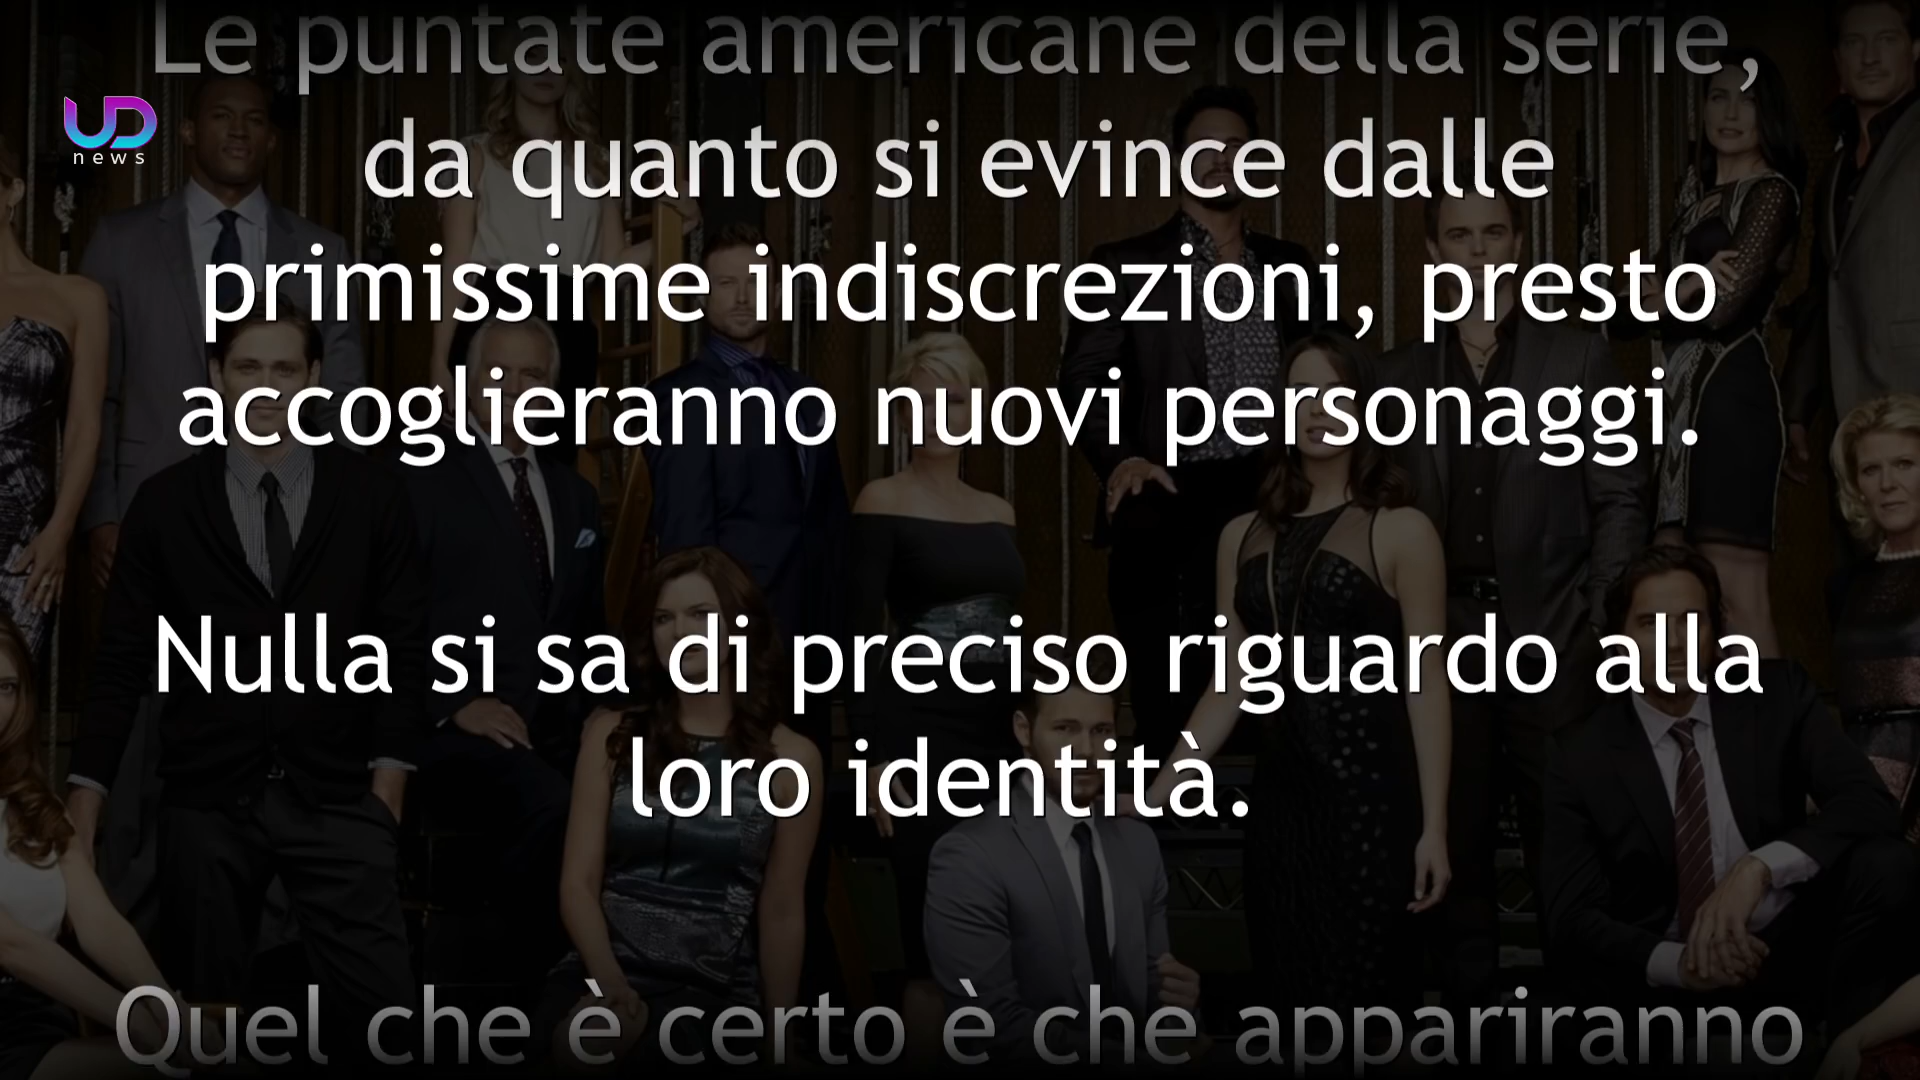 Le puntate americane della serie,
UD
news
da quanto si evince dalle
primissime indiscrezioni, presto
accoglieranno nuovi personaggi.
Nulla si sa di preciso riguardo alla
loro identità.
Quel che è certo è che appariranno